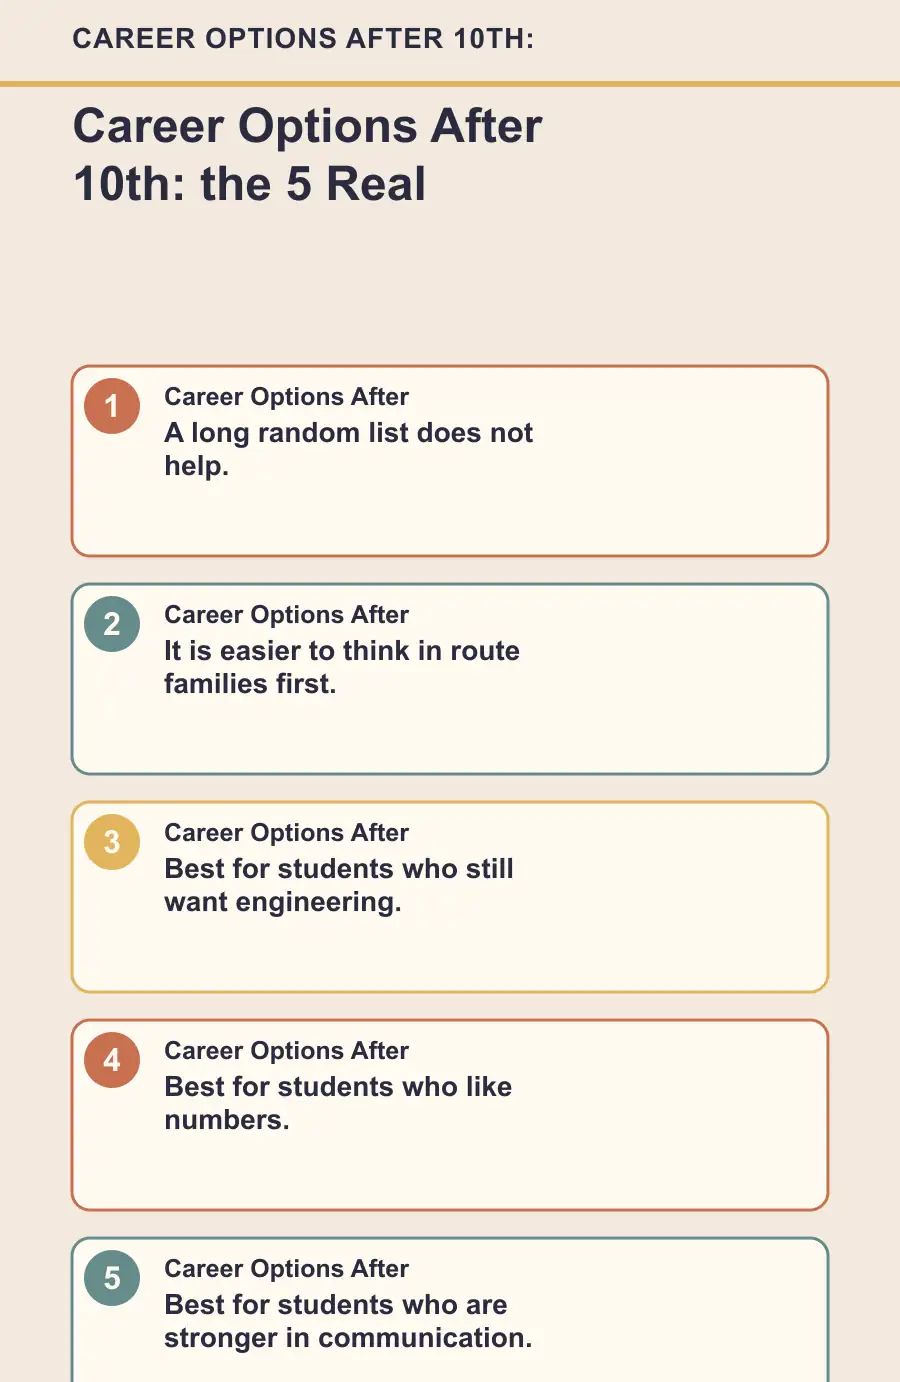 CAREER OPTIONS AFTER 10TH:
Career Options After
10th: the 5 Real
1
Career Options After
A long random list does not
help.
2
Career Options After
It is easier to think in route
families first.
3
Career Options After
Best for students who still
want engineering.
4
Career Options After
Best for students who like
numbers.
5
Career Options After
Best for students who are
stronger in communication.